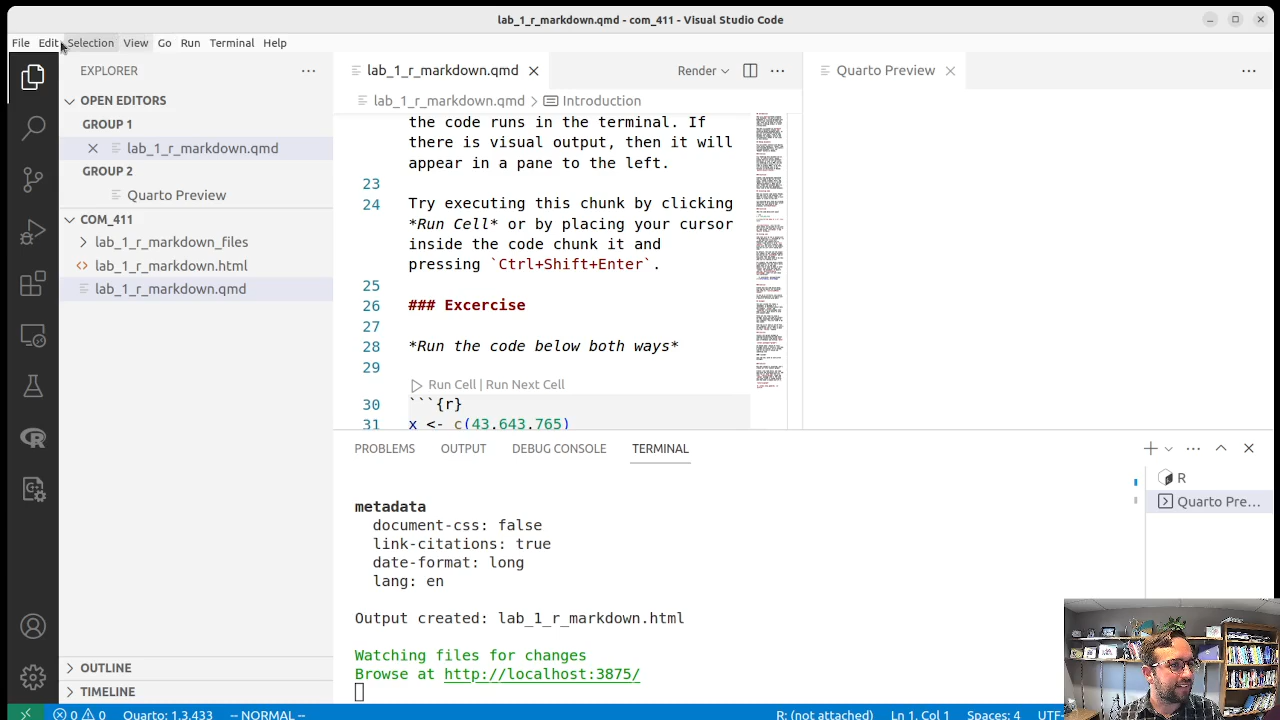 lab_1_r_markdown.qmd - com_411 - Visual Studio Code
File Edit Selection View Go Run Terminal Help
EXPLORER
OPEN EDITORS
GROUP 1
lab_1_r_markdown.qmd
GROUP 2
Quarto Preview
COM_411
lab_1_r_markdown_files
lab_1_r_markdown.html
lab_1_r_markdown.qmd
OUTLINE
TIMELINE
lab_1_r_markdown.qmd
Render
Quarto Preview
lab_1_r_markdown.qmd > Introduction
the code runs in the terminal. If
there is visual output, then it will
appear in a pane to the left.
23
24 Try executing this chunk by clicking
*Run Cell* or by placing your cursor
inside the code chunk it and
pressing `Ctrl+Shift+Enter`.
25
26 ### Excercise
27
28 *Run the code below both ways*
29
Run Cell | Run Next Cell
30 ```{r}
31 x <- c(43,643,765)
PROBLEMS OUTPUT DEBUG CONSOLE TERMINAL
R
Quarto Pre...
metadata
document-css: false
link-citations: true
date-format: long
lang: en
Output created: lab_1_r_markdown.html
Watching files for changes
Browse at http://localhost:3875/
0 0 Quarto: 1.3.433 -- NORMAL -- R: (not attached) Ln 1, Col 1 Spaces: 4 UTF-